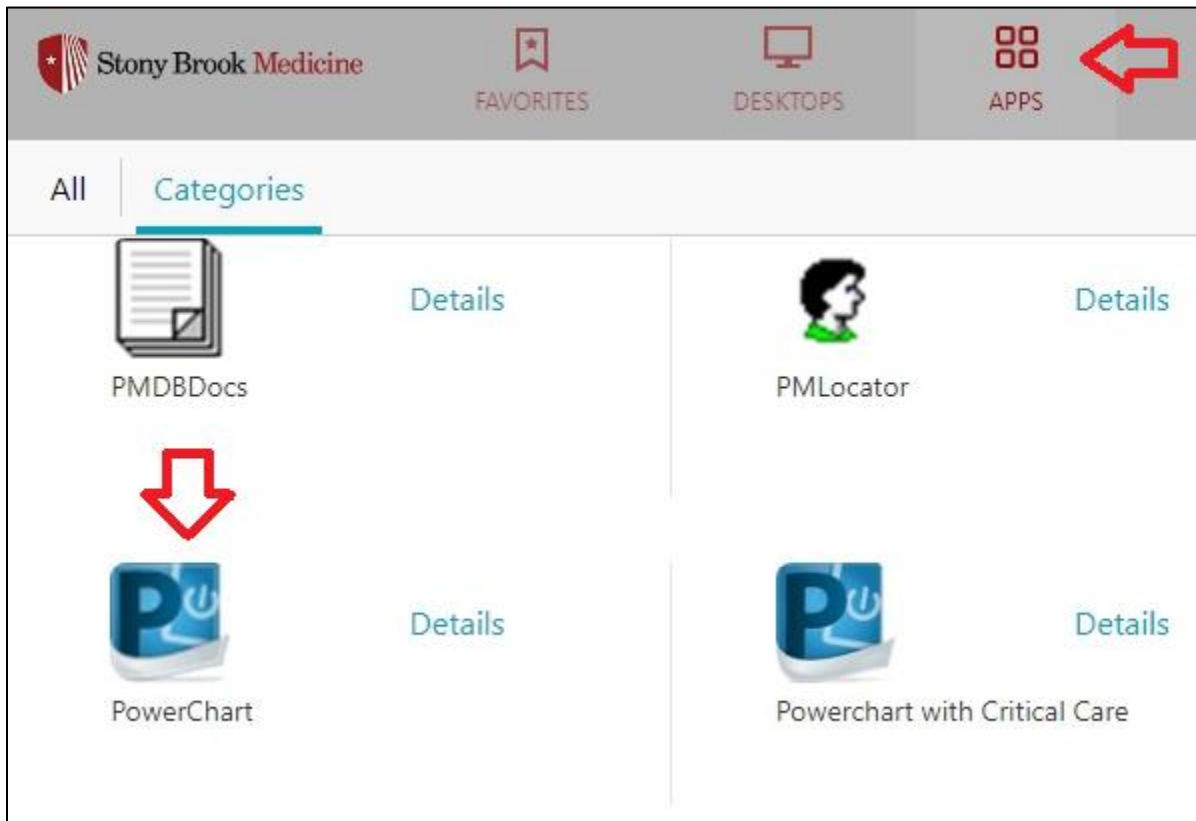 Stony Brook Medicine
FAVORITES
DESKTOPS
APPS
All
Categories
Details
Details
PMDBDocs
PMLocator
Details
Details
PowerChart
Powerchart with Critical Care